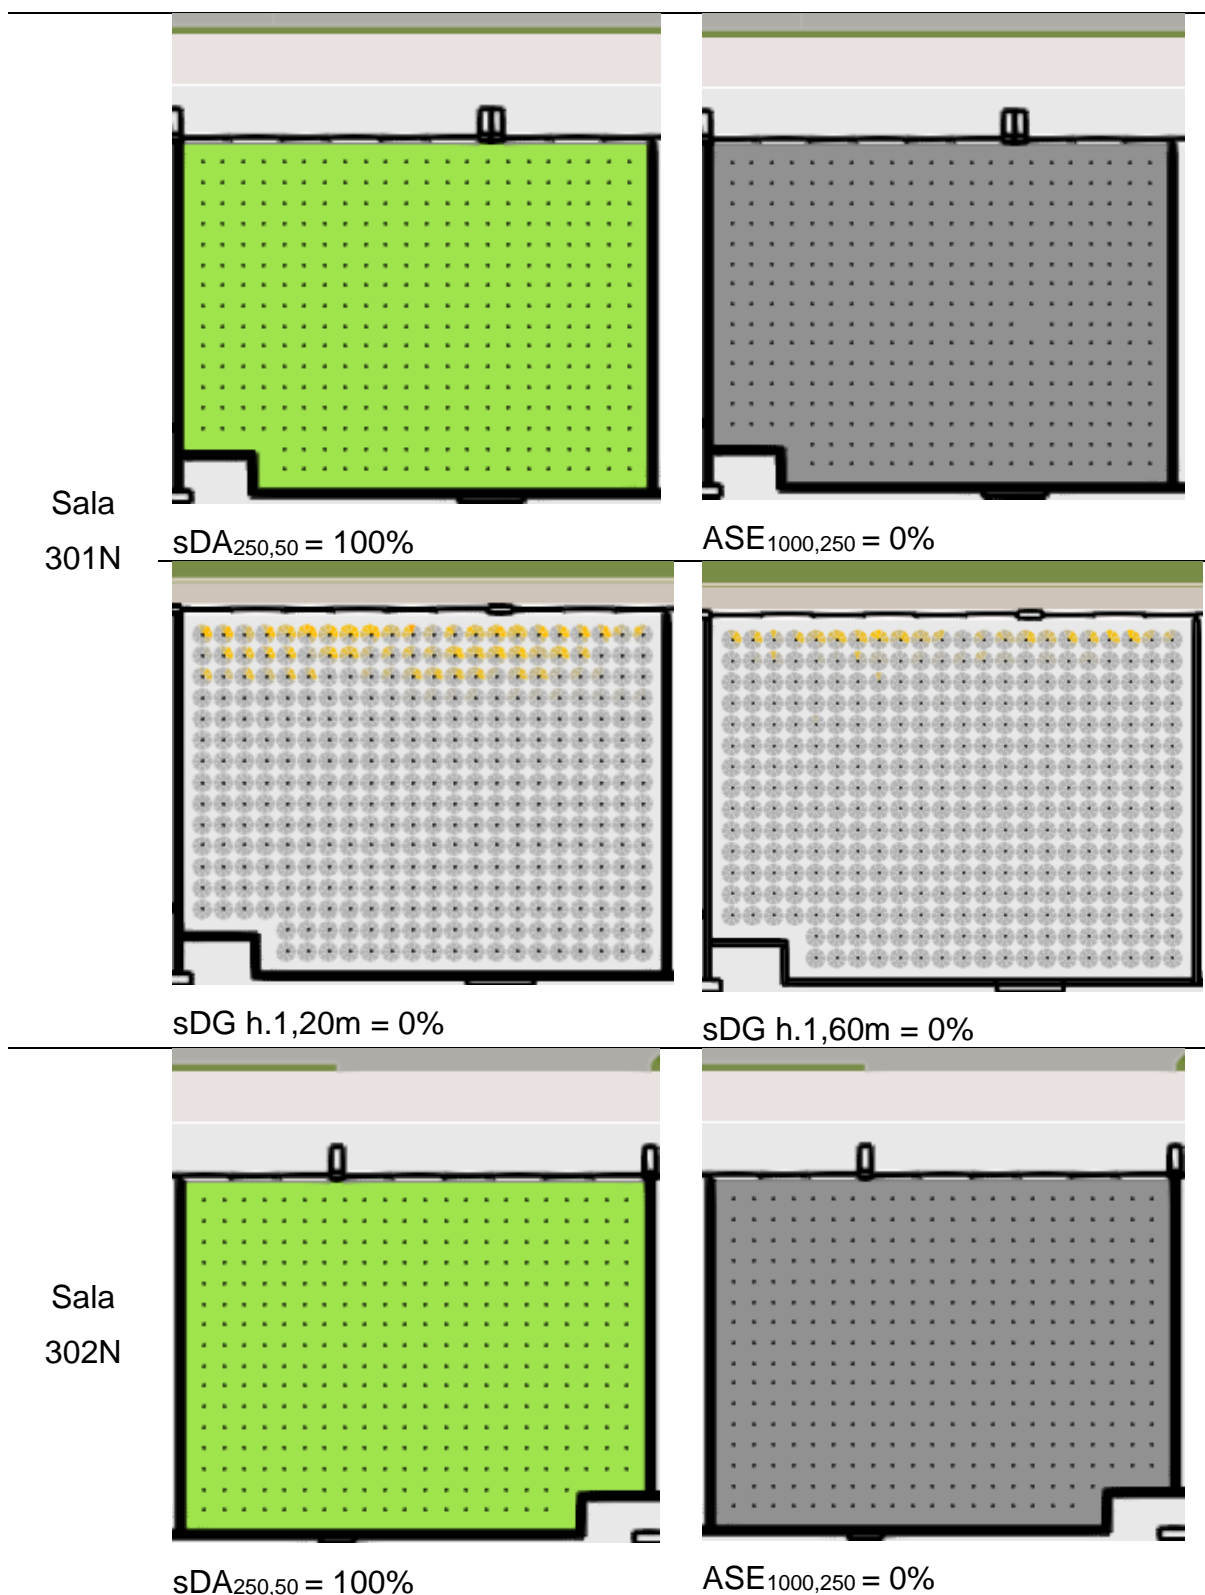 Sala
301N
sDA250,50 = 100%
ASE1000,250 = 0%
sDG h.1,20m = 0%
sDG h.1,60m = 0%
Sala
302N
sDA250,50 = 100%
ASE1000,250 = 0%